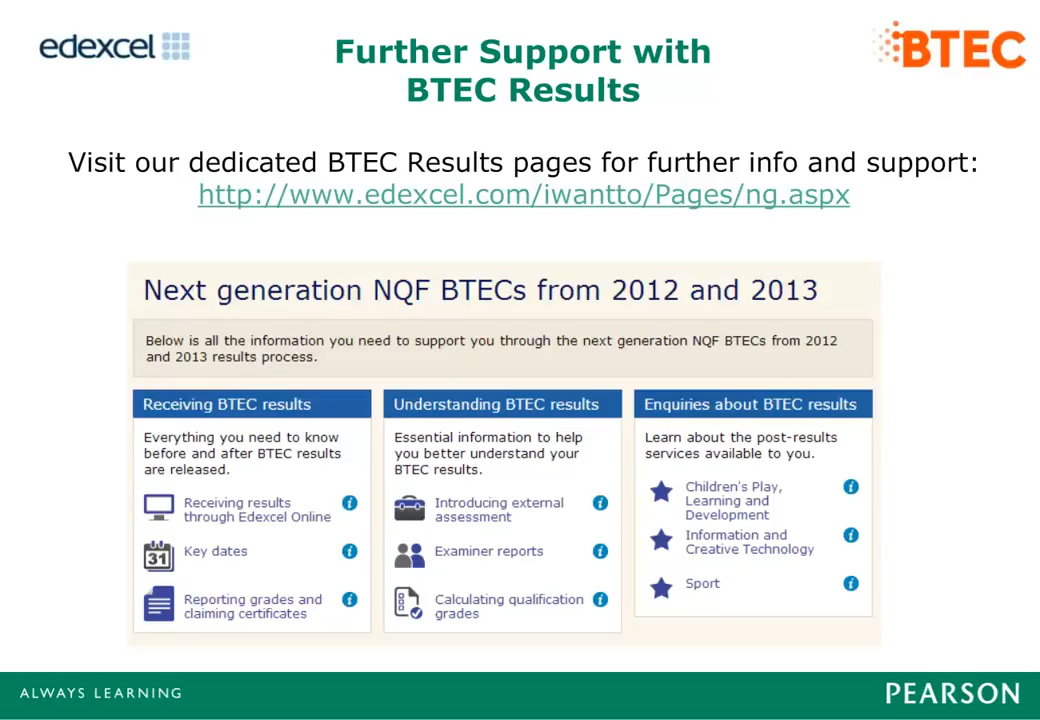 edexcel
BTEC
Further Support with
BTEC Results
Visit our dedicated BTEC Results pages for further info and support:
http://www.edexcel.com/iwantto/Pages/ng.aspx
Next generation NQF BTECs from 2012 and 2013
Below is all the information you need to support you through the next generation NQF BTECs from 2012
and 2013 results process.
Receiving BTEC results
Everything you need to know
before and after BTEC results
are released.
Receiving results
through Edexcel Online
i
31
Key dates
i
Reporting grades and
claiming certificates
i
Understanding BTEC results
Essential information to help
you better understand your
BTEC results.
Introducing external
assessment
i
Examiner reports
i
Calculating qualification
grades
i
Enquiries about BTEC results
Learn about the post-results
services available to you.
Children's Play,
Learning and
Development
i
Information and
Creative Technology
i
Sport
i
ALWAYS LEARNING
PEARSON